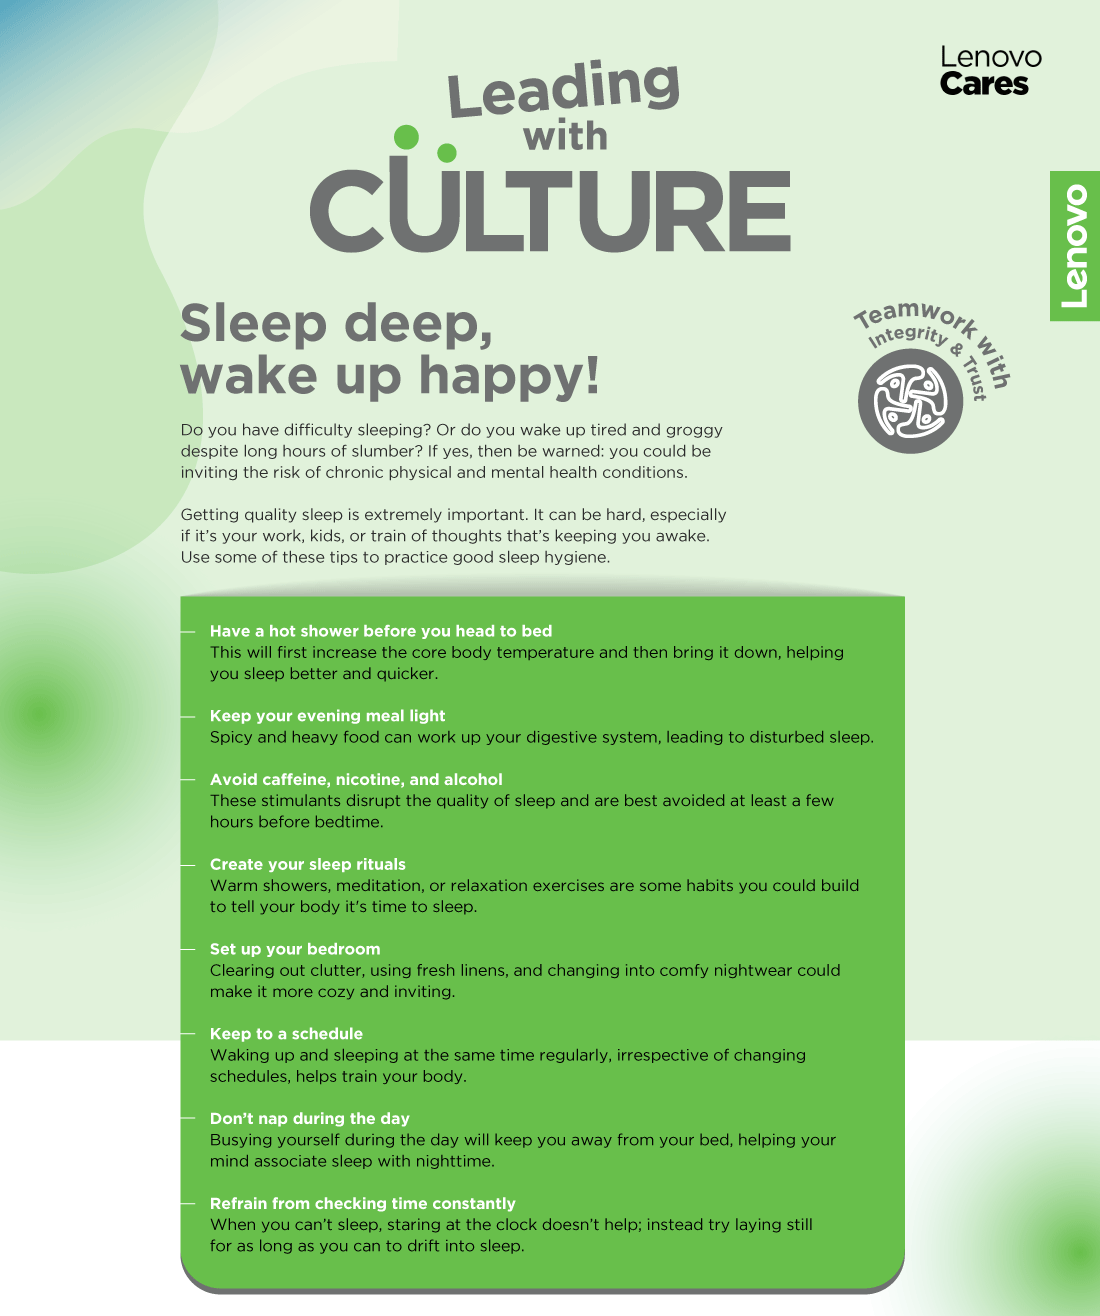 Lenovo
Cares
Leading
with
CÜLTURE
Lenovo
Sleep deep,
wake up happy!
Teamwork with
Integrity & Trust
Do you have difficulty sleeping? Or do you wake up tired and groggy
despite long hours of slumber? If yes, then be warned: you could be
inviting the risk of chronic physical and mental health conditions.
Getting quality sleep is extremely important. It can be hard, especially
if it’s your work, kids, or train of thoughts that’s keeping you awake.
Use some of these tips to practice good sleep hygiene.
Have a hot shower before you head to bed
This will first increase the core body temperature and then bring it down, helping
you sleep better and quicker.
Keep your evening meal light
Spicy and heavy food can work up your digestive system, leading to disturbed sleep.
Avoid caffeine, nicotine, and alcohol
These stimulants disrupt the quality of sleep and are best avoided at least a few
hours before bedtime.
Create your sleep rituals
Warm showers, meditation, or relaxation exercises are some habits you could build
to tell your body it's time to sleep.
Set up your bedroom
Clearing out clutter, using fresh linens, and changing into comfy nightwear could
make it more cozy and inviting.
Keep to a schedule
Waking up and sleeping at the same time regularly, irrespective of changing
schedules, helps train your body.
Don’t nap during the day
Busying yourself during the day will keep you away from your bed, helping your
mind associate sleep with nighttime.
Refrain from checking time constantly
When you can’t sleep, staring at the clock doesn’t help; instead try laying still
for as long as you can to drift into sleep.